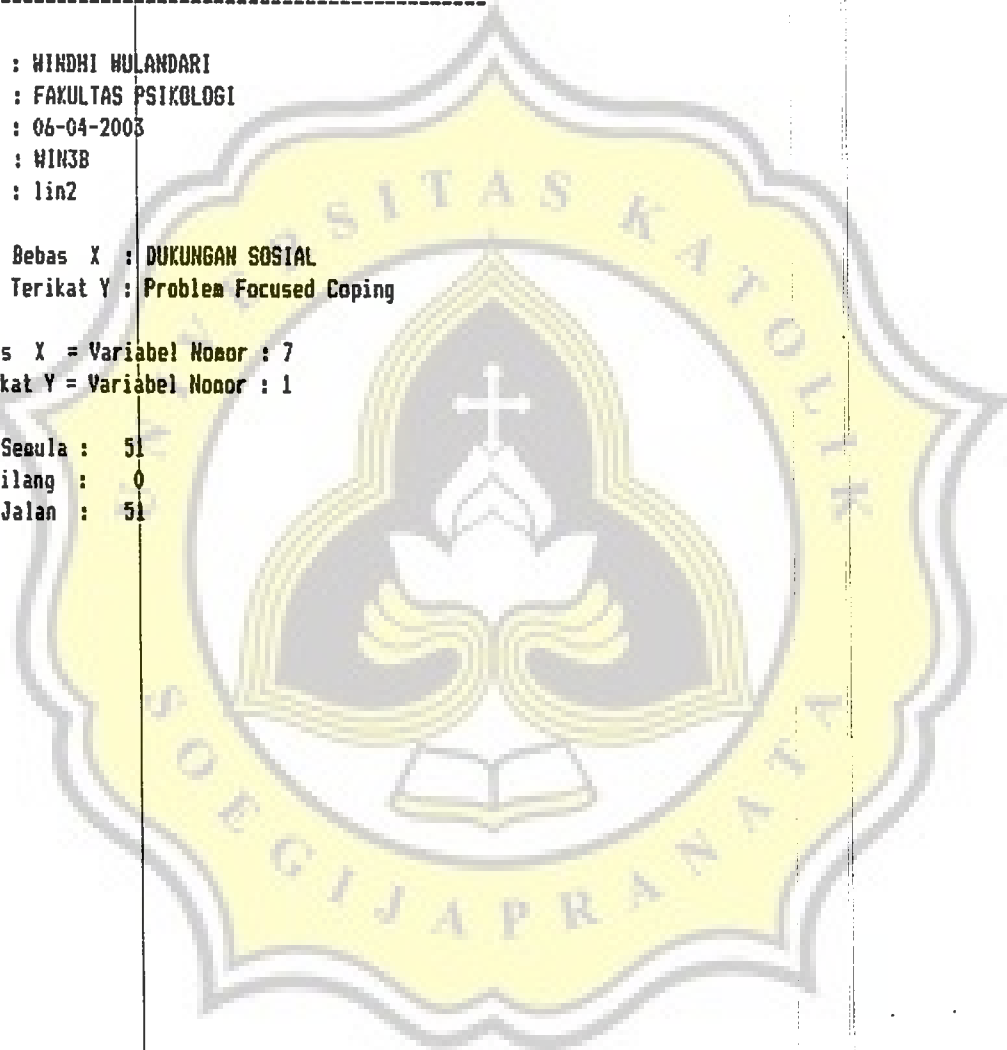 : WINDHI WULANDARI
: FAKULTAS PSIKOLOGI
: 06-04-2003
: WIN3B
: lin2
Bebas X : DUKUNGAN SOSIAL
Terikat Y : Problem Focused Coping
s X = Variabel Nomor : 7
kat Y = Variabel Nomor : 1
Semula : 51
ilang : 0
Jalan : 51
SITAS KATOLIK
SOEGIJAPRANATA